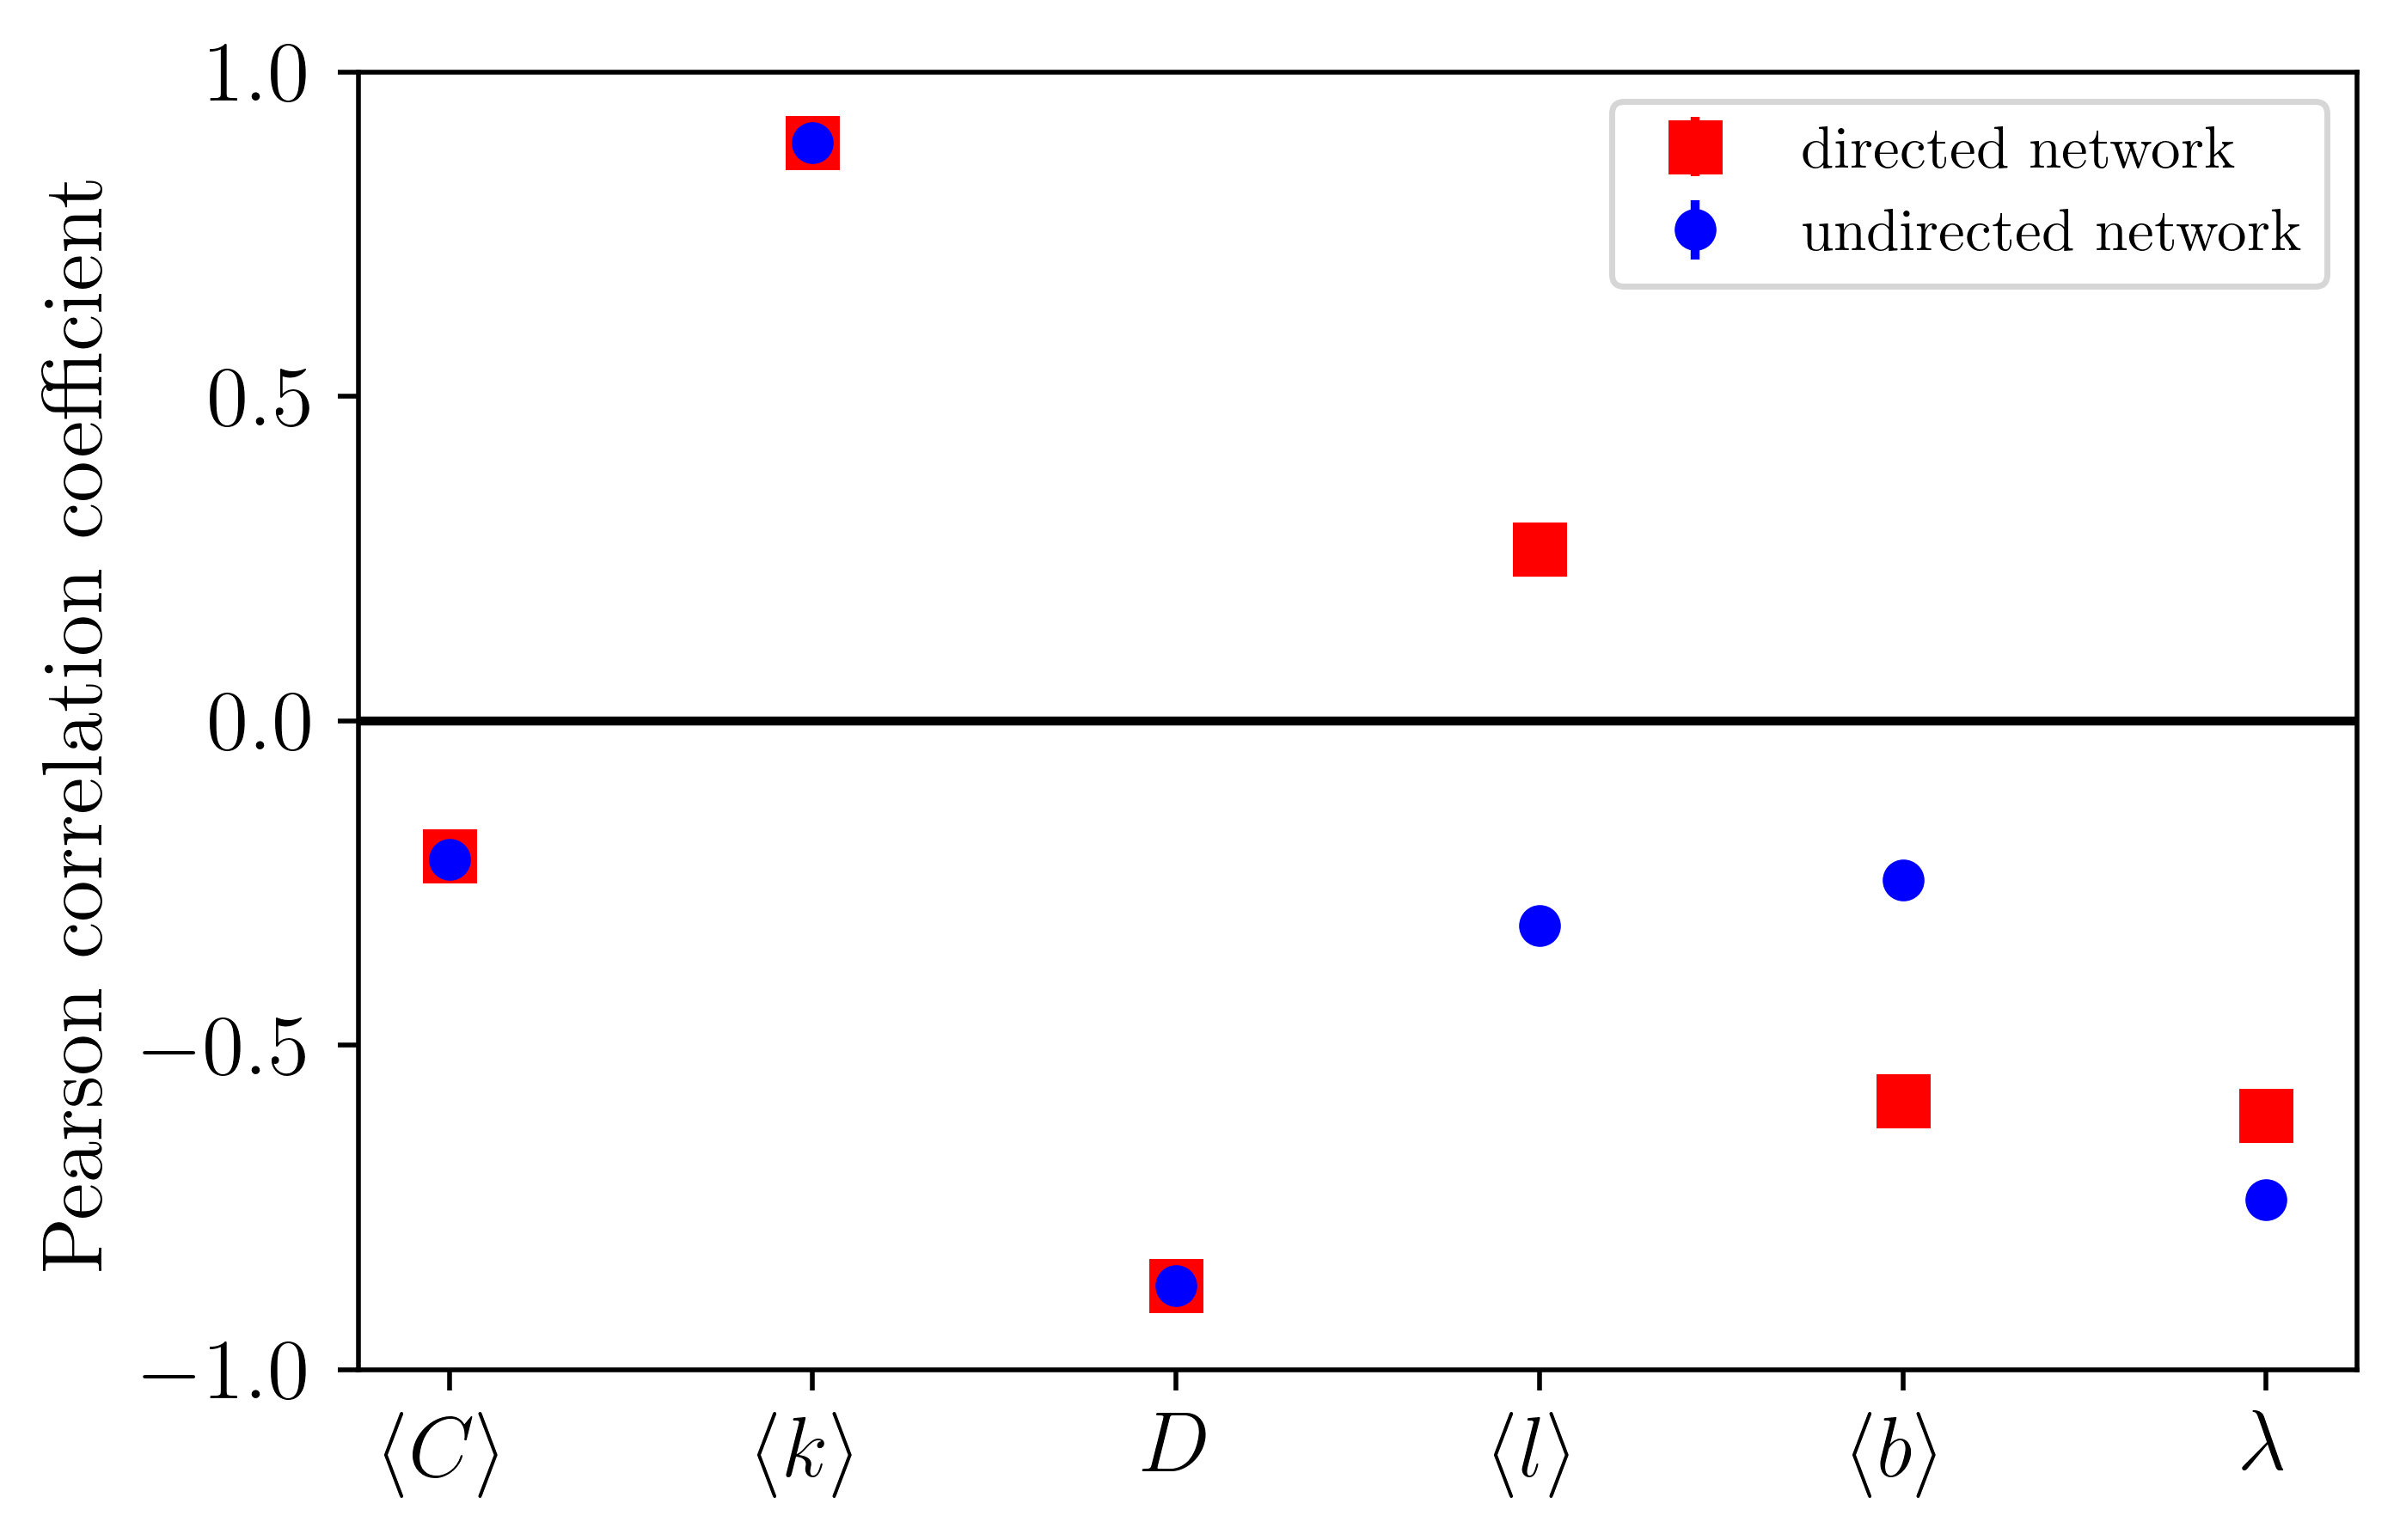 Pearson correlation coefficient
1.0
0.5
0.0
−0.5
−1.0
directed network
undirected network
⟨C⟩
⟨k⟩
D
⟨l⟩
⟨b⟩
λ